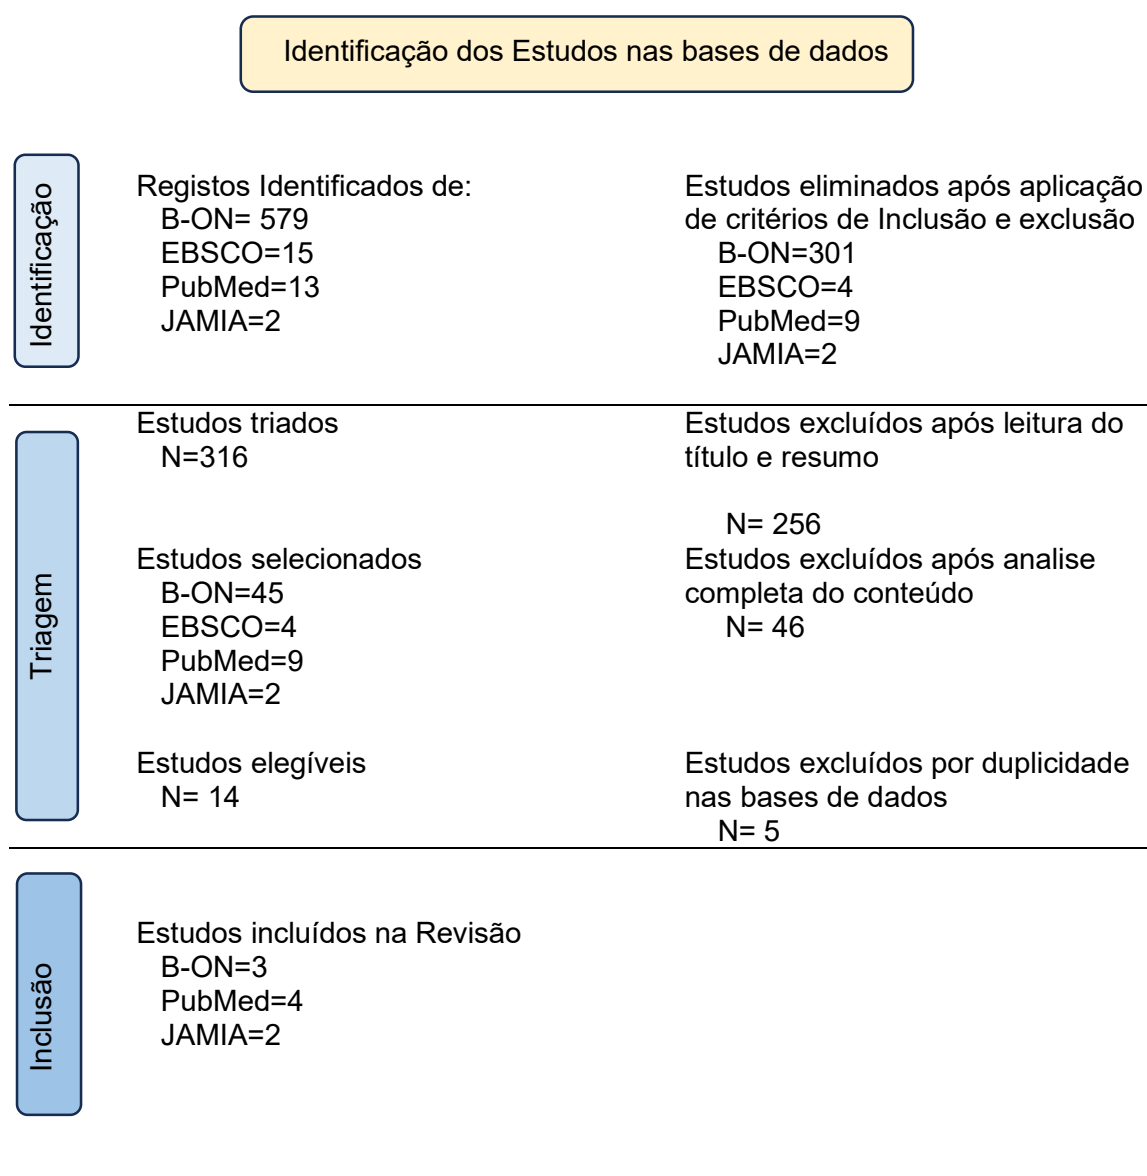 Identificação dos Estudos nas bases de dados
Identificação
Registos Identificados de:
B-ON= 579
EBSCO=15
PubMed=13
JAMIA=2
Estudos eliminados após aplicação
de critérios de Inclusão e exclusão
B-ON=301
EBSCO=4
PubMed=9
JAMIA=2
Triagem
Estudos triados
N=316
Estudos excluídos após leitura do
título e resumo
N= 256
Estudos selecionados
B-ON=45
EBSCO=4
PubMed=9
JAMIA=2
Estudos excluídos após analise
completa do conteúdo
N= 46
Estudos elegíveis
N= 14
Estudos excluídos por duplicidade
nas bases de dados
N= 5
Inclusão
Estudos incluídos na Revisão
B-ON=3
PubMed=4
JAMIA=2